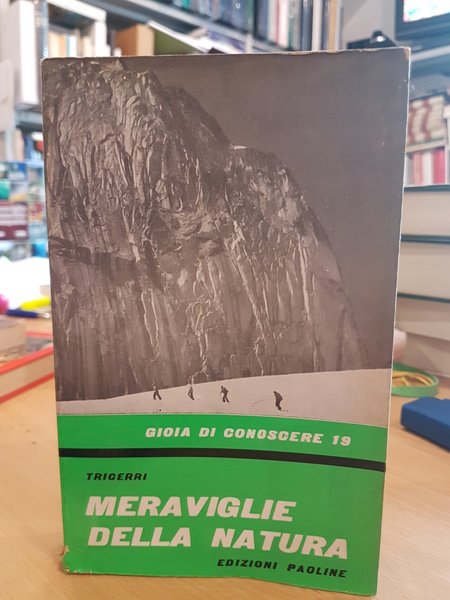 GIOIA DI CONOSCERE 19
TRICERRI
MERAVIGLIE
DELLA NATURA
EDIZIONI PAOLINE